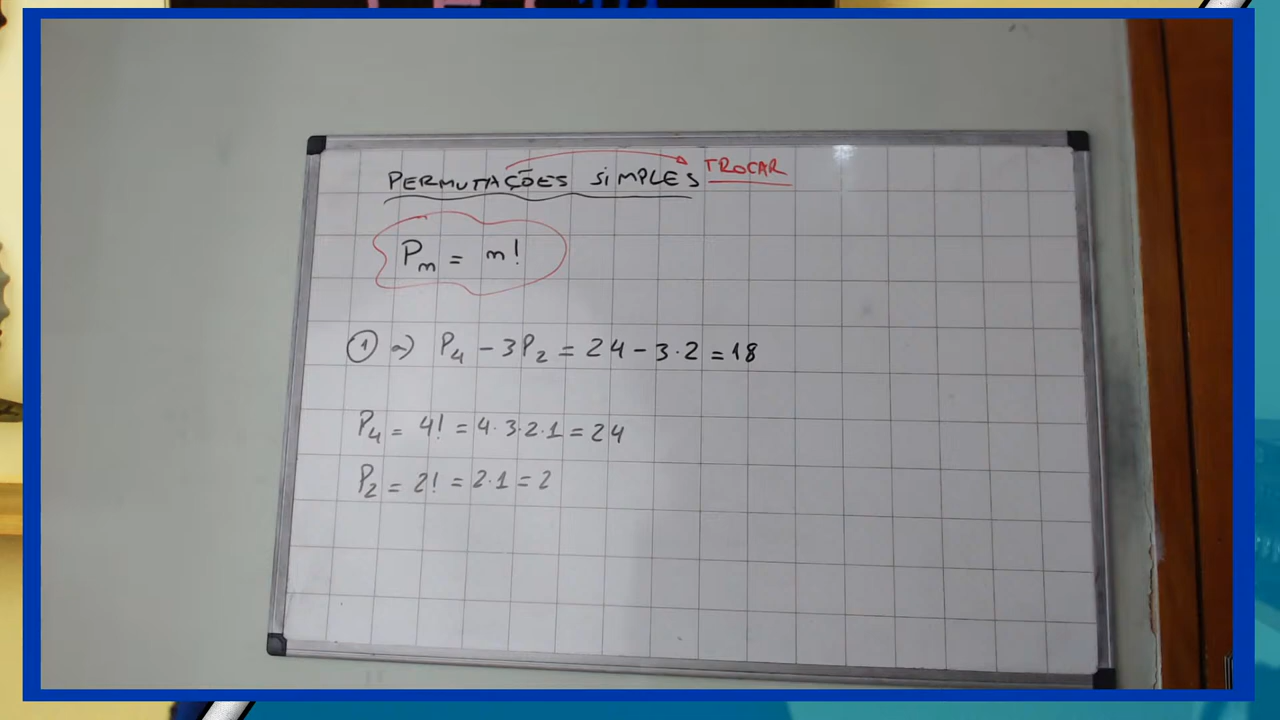 PERMUTAÇÕES SIMPLES TROCAR
Pm = m!
1 P4 - 3P2 = 24 - 3·2 = 18
P4 = 4! = 4·3·2·1 = 24
P2 = 2! = 2·1 = 2